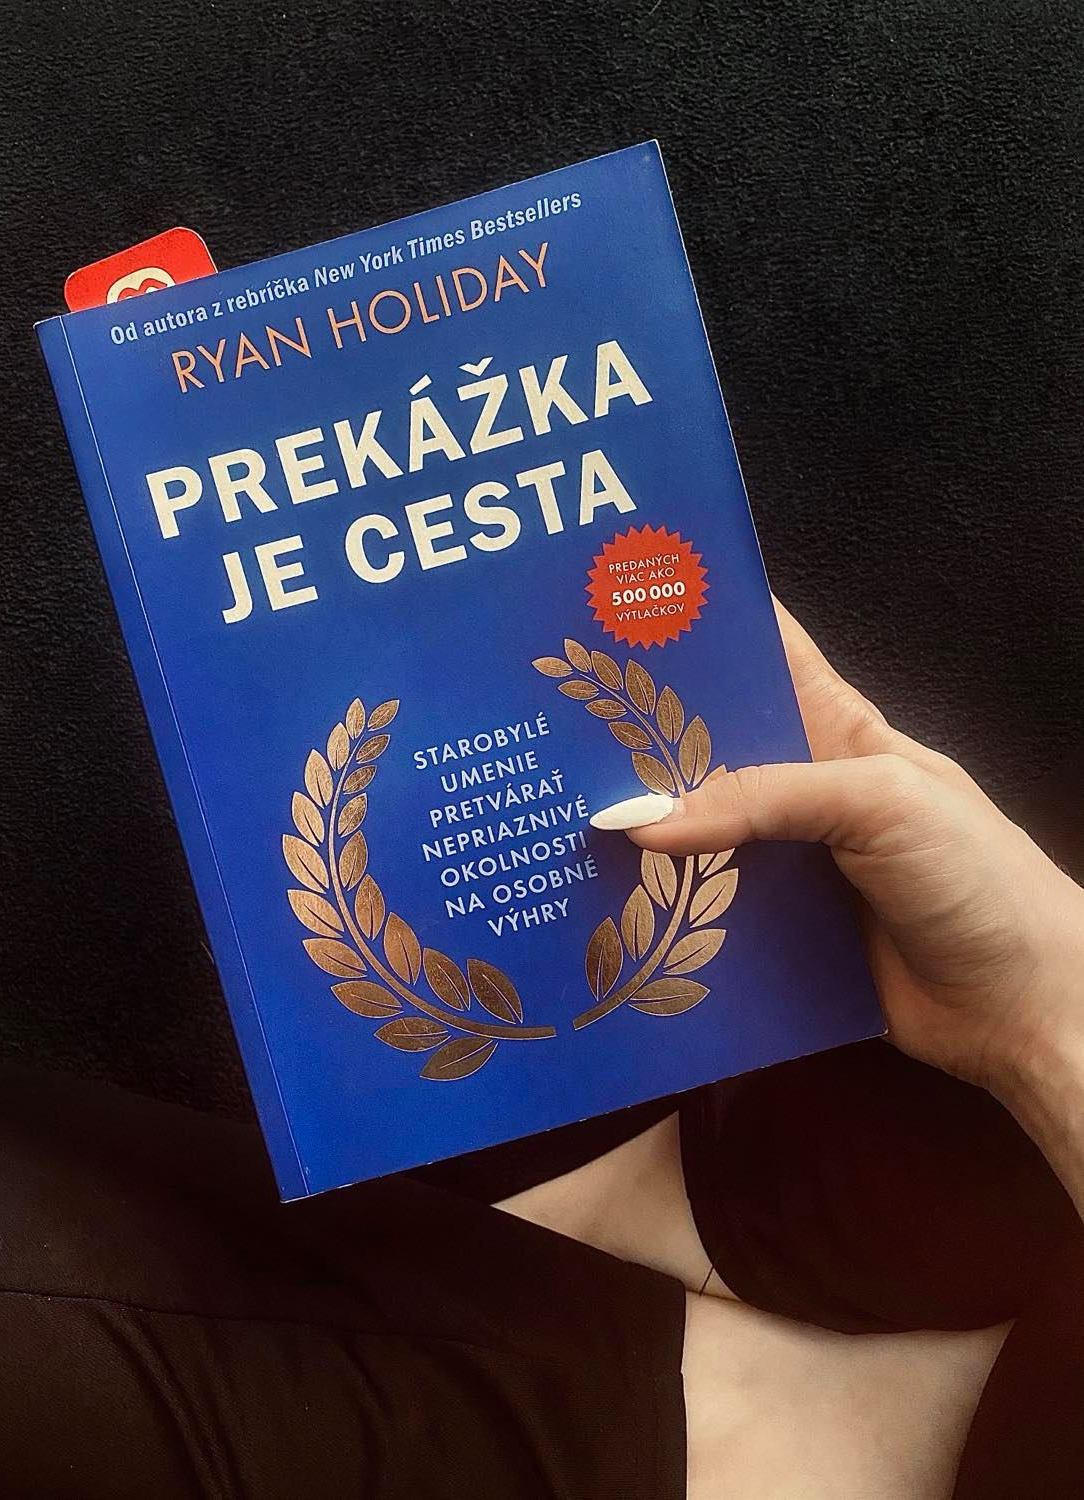 Od autora z rebríčka New York Times Bestsellers
RYAN HOLIDAY
PREKÁŽKA
JE CESTA
PREDANÝCH
VIAC AKO
500 000
VÝTLAČKOV
STAROBYLÉ
UMENIE
PRETVÁRAŤ
NEPRIAZNIVÉ
OKOLNOSTI
NA OSOBNÉ
VÝHRY